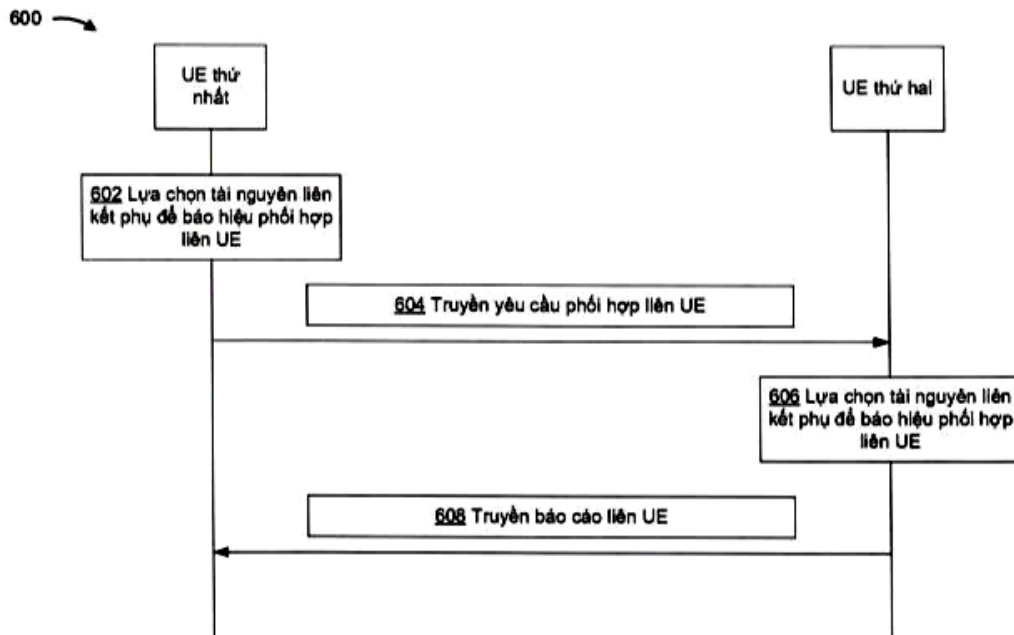 600
UE thứ
nhất
UE thứ hai
602 Lựa chọn tài nguyên liên
kết phụ để báo hiệu phối hợp
liên UE
604 Truyền yêu cầu phối hợp liên UE
606 Lựa chọn tài nguyên liên
kết phụ để báo hiệu phối hợp
liên UE
608 Truyền báo cáo liên UE